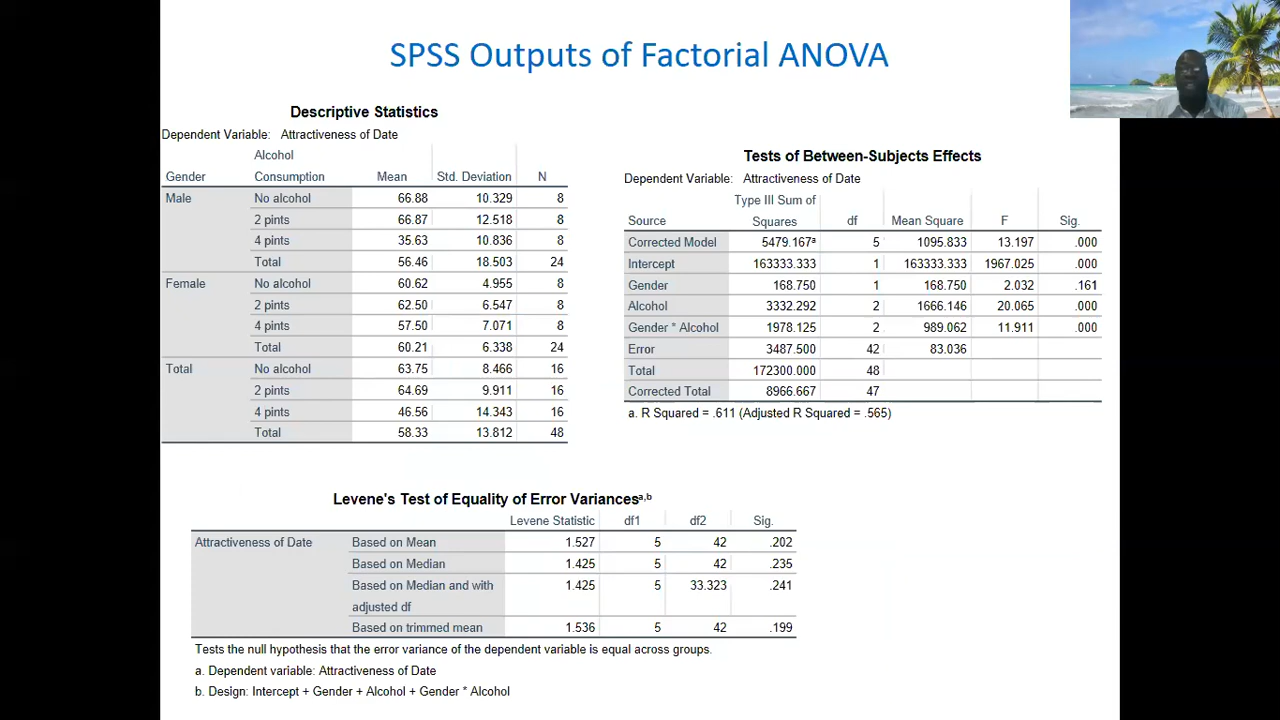 SPSS Outputs of Factorial ANOVA
Descriptive Statistics
Dependent Variable: Attractiveness of Date
Gender Alcohol Consumption Mean Std. Deviation N
Male No alcohol 66.88 10.329 8
2 pints 66.87 12.518 8
4 pints 35.63 10.836 8
Total 56.46 18.503 24
Female No alcohol 60.62 4.955 8
2 pints 62.50 6.547 8
4 pints 57.50 7.071 8
Total 60.21 6.338 24
Total No alcohol 63.75 8.466 16
2 pints 64.69 9.911 16
4 pints 46.56 14.343 16
Total 58.33 13.812 48
Tests of Between-Subjects Effects
Dependent Variable: Attractiveness of Date
Source Type III Sum of Squares df Mean Square F Sig.
Corrected Model 5479.167ª 5 1095.833 13.197 .000
Intercept 163333.333 1 163333.333 1967.025 .000
Gender 168.750 1 168.750 2.032 .161
Alcohol 3332.292 2 1666.146 20.065 .000
Gender * Alcohol 1978.125 2 989.062 11.911 .000
Error 3487.500 42 83.036
Total 172300.000 48
Corrected Total 8966.667 47
a. R Squared = .611 (Adjusted R Squared = .565)
Levene's Test of Equality of Error Variancesa,b
Levene Statistic df1 df2 Sig.
Attractiveness of Date Based on Mean 1.527 5 42 .202
Based on Median 1.425 5 42 .235
Based on Median and with adjusted df 1.425 5 33.323 .241
Based on trimmed mean 1.536 5 42 .199
Tests the null hypothesis that the error variance of the dependent variable is equal across groups.
a. Dependent variable: Attractiveness of Date
b. Design: Intercept + Gender + Alcohol + Gender * Alcohol